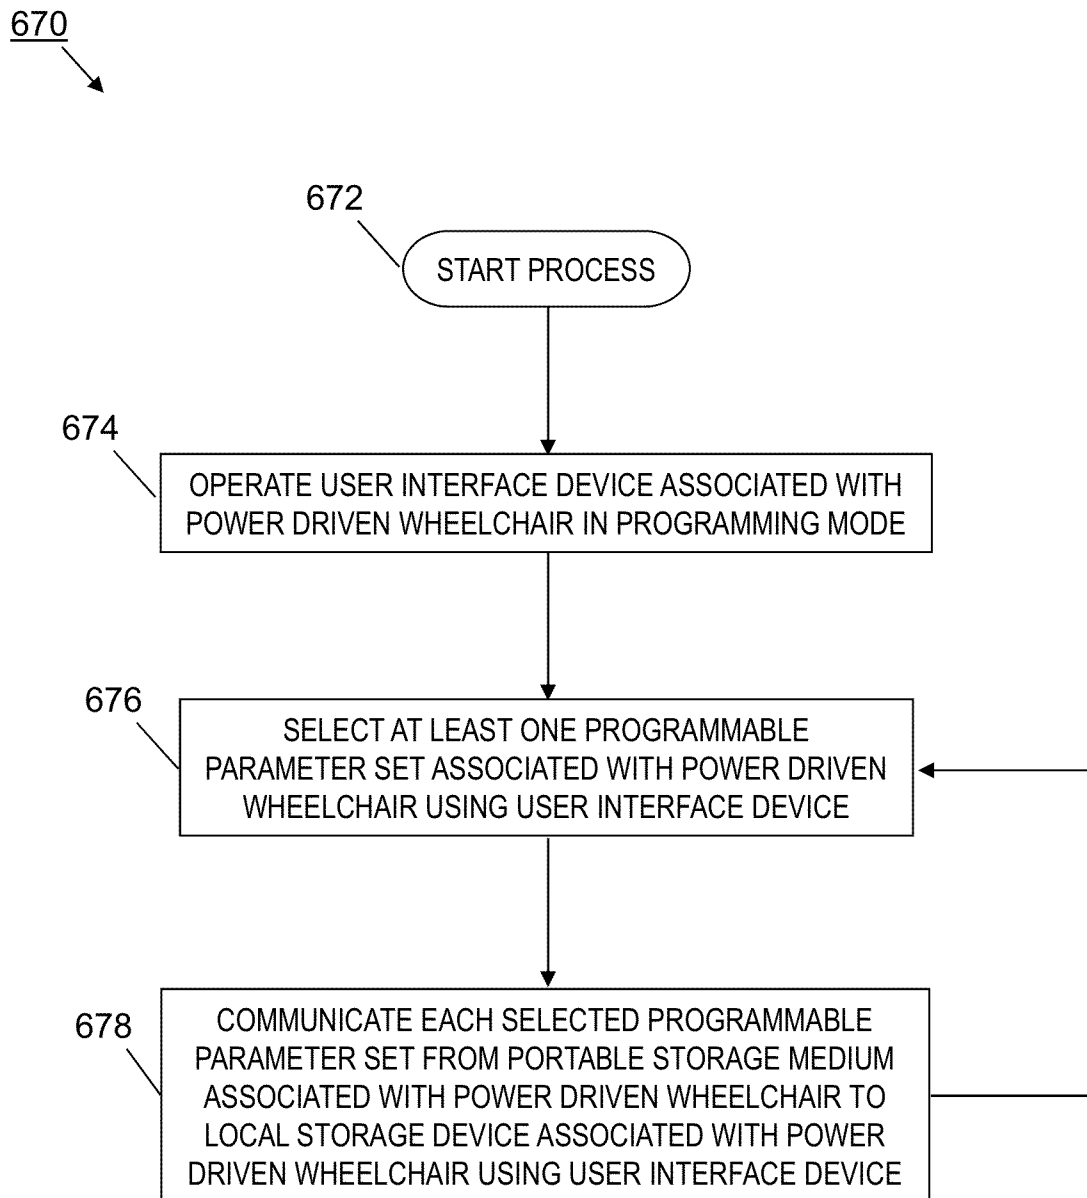 670
672
START PROCESS
674
OPERATE USER INTERFACE DEVICE ASSOCIATED WITH
POWER DRIVEN WHEELCHAIR IN PROGRAMMING MODE
676
SELECT AT LEAST ONE PROGRAMMABLE
PARAMETER SET ASSOCIATED WITH POWER DRIVEN
WHEELCHAIR USING USER INTERFACE DEVICE
678
COMMUNICATE EACH SELECTED PROGRAMMABLE
PARAMETER SET FROM PORTABLE STORAGE MEDIUM
ASSOCIATED WITH POWER DRIVEN WHEELCHAIR TO
LOCAL STORAGE DEVICE ASSOCIATED WITH POWER
DRIVEN WHEELCHAIR USING USER INTERFACE DEVICE